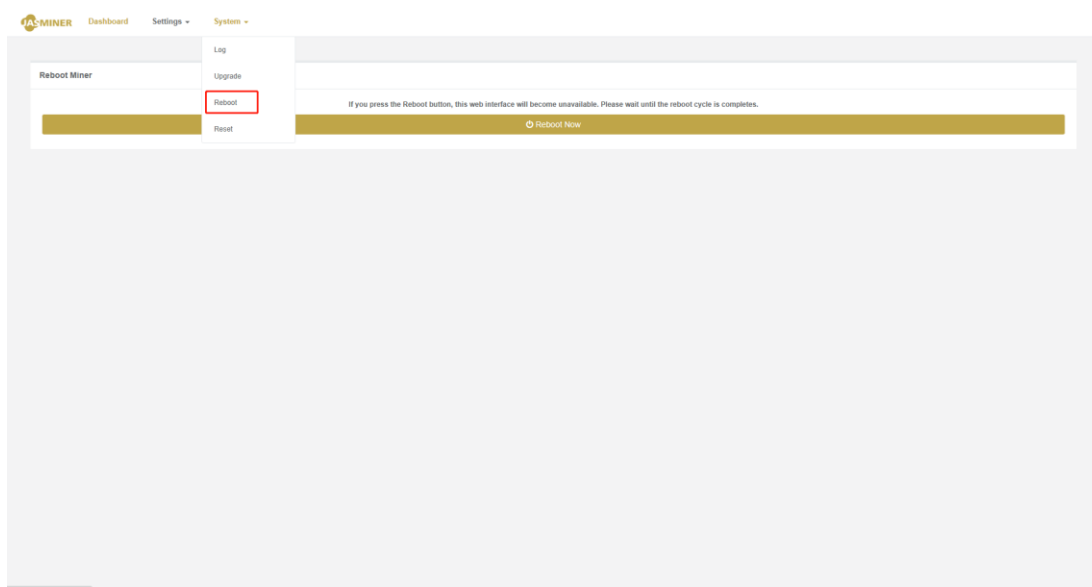 JASMINER Dashboard Settings System
Log
Reboot Miner
Upgrade
Reboot
If you press the Reboot button, this web interface will become unavailable. Please wait until the reboot cycle is completes.
Reboot Now
Reset